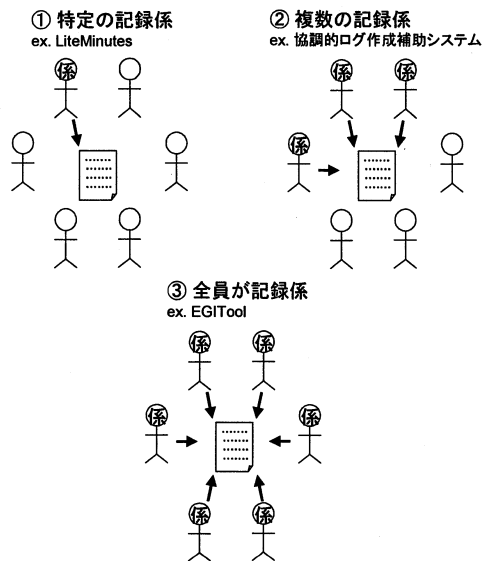 ① 特定の記録係
ex. LiteMinutes
② 複数の記録係
ex. 協調的ログ作成補助システム
係
係
係
係
③ 全員が記録係
ex. EGITool
係
係
係
係
係
係